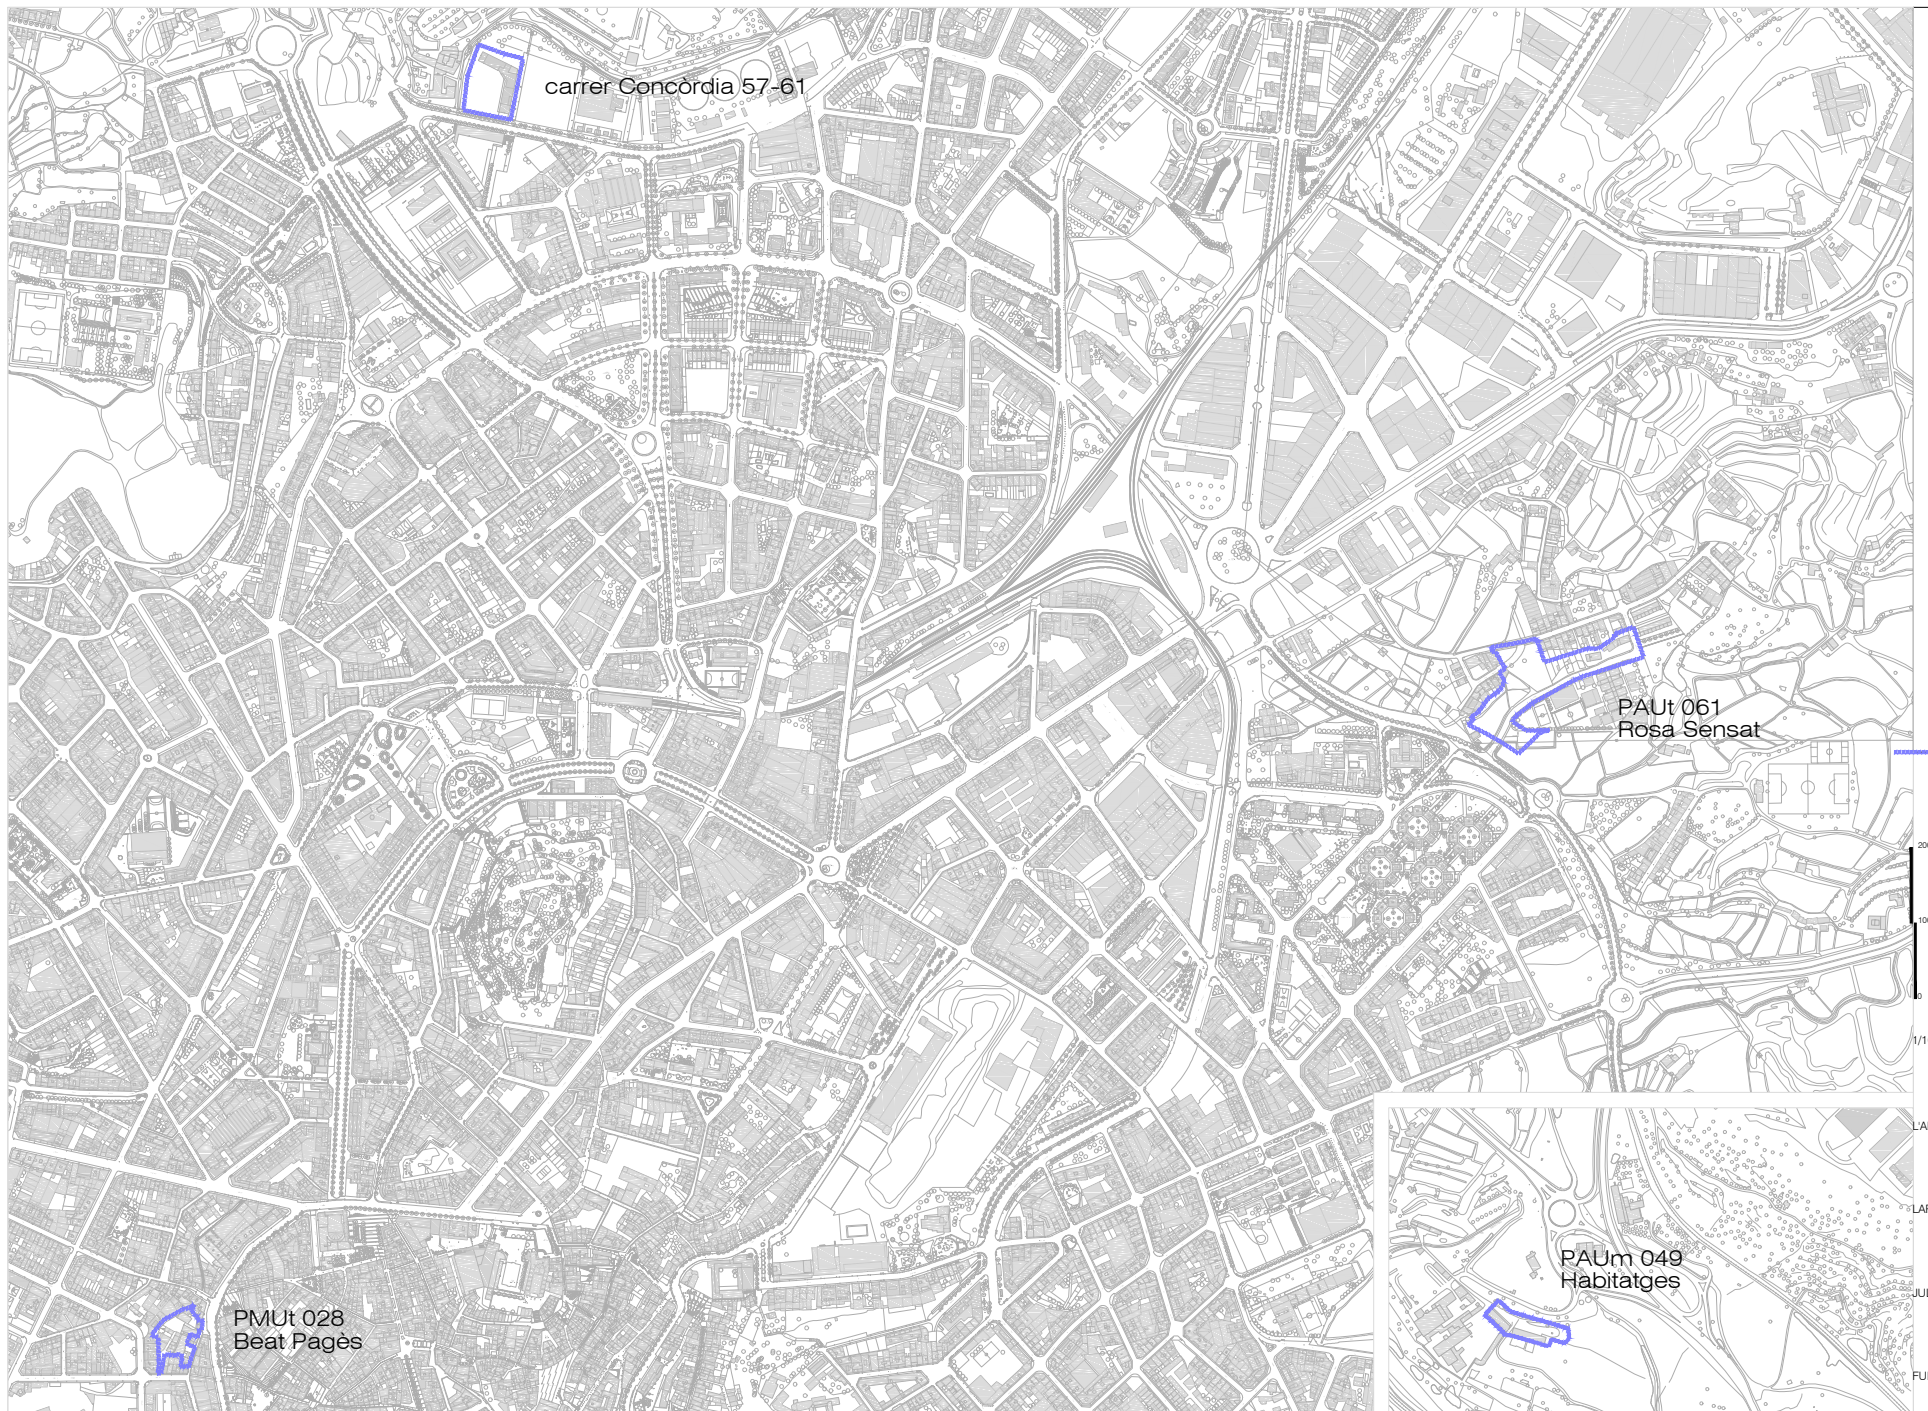 carrer Concòrdia 57-61
PAUt 061
Rosa Sensat
PAUm 049
Habitatges
PMUt 028
Beat Pagès